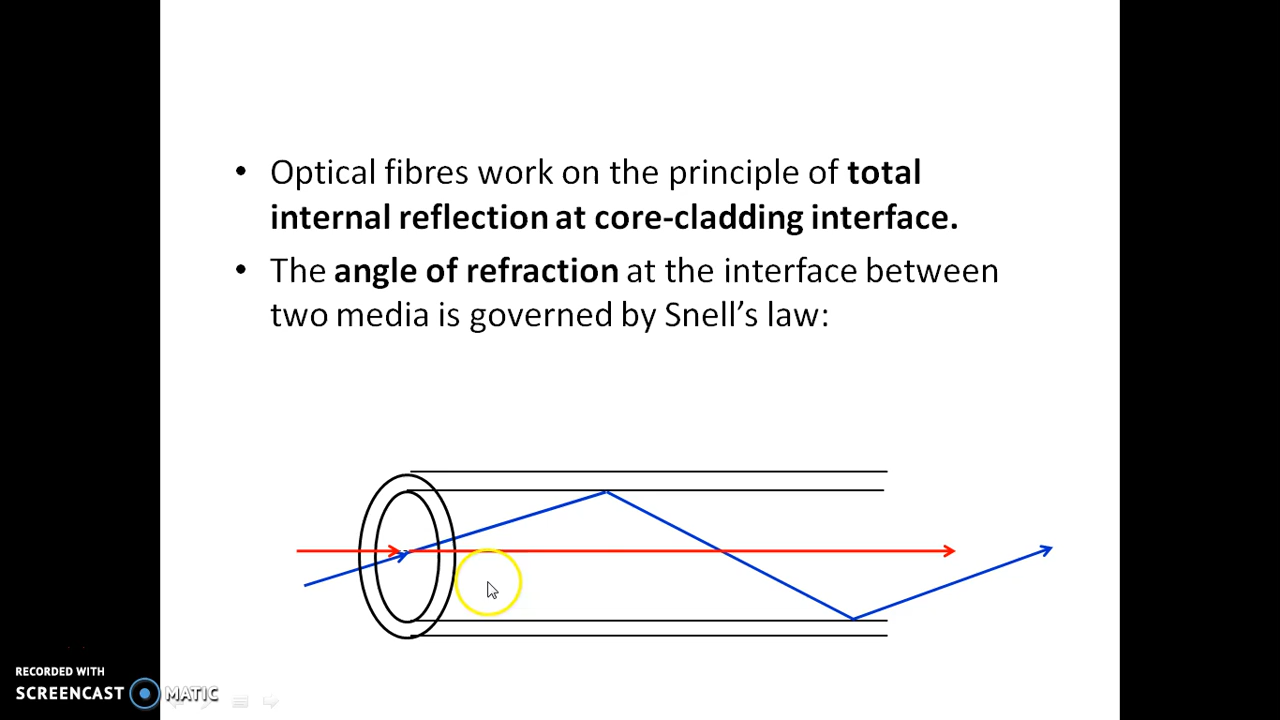 • Optical fibres work on the principle of total
internal reflection at core-cladding interface.
• The angle of refraction at the interface between
two media is governed by Snell’s law:
RECORDED WITH
SCREENCAST MATIC